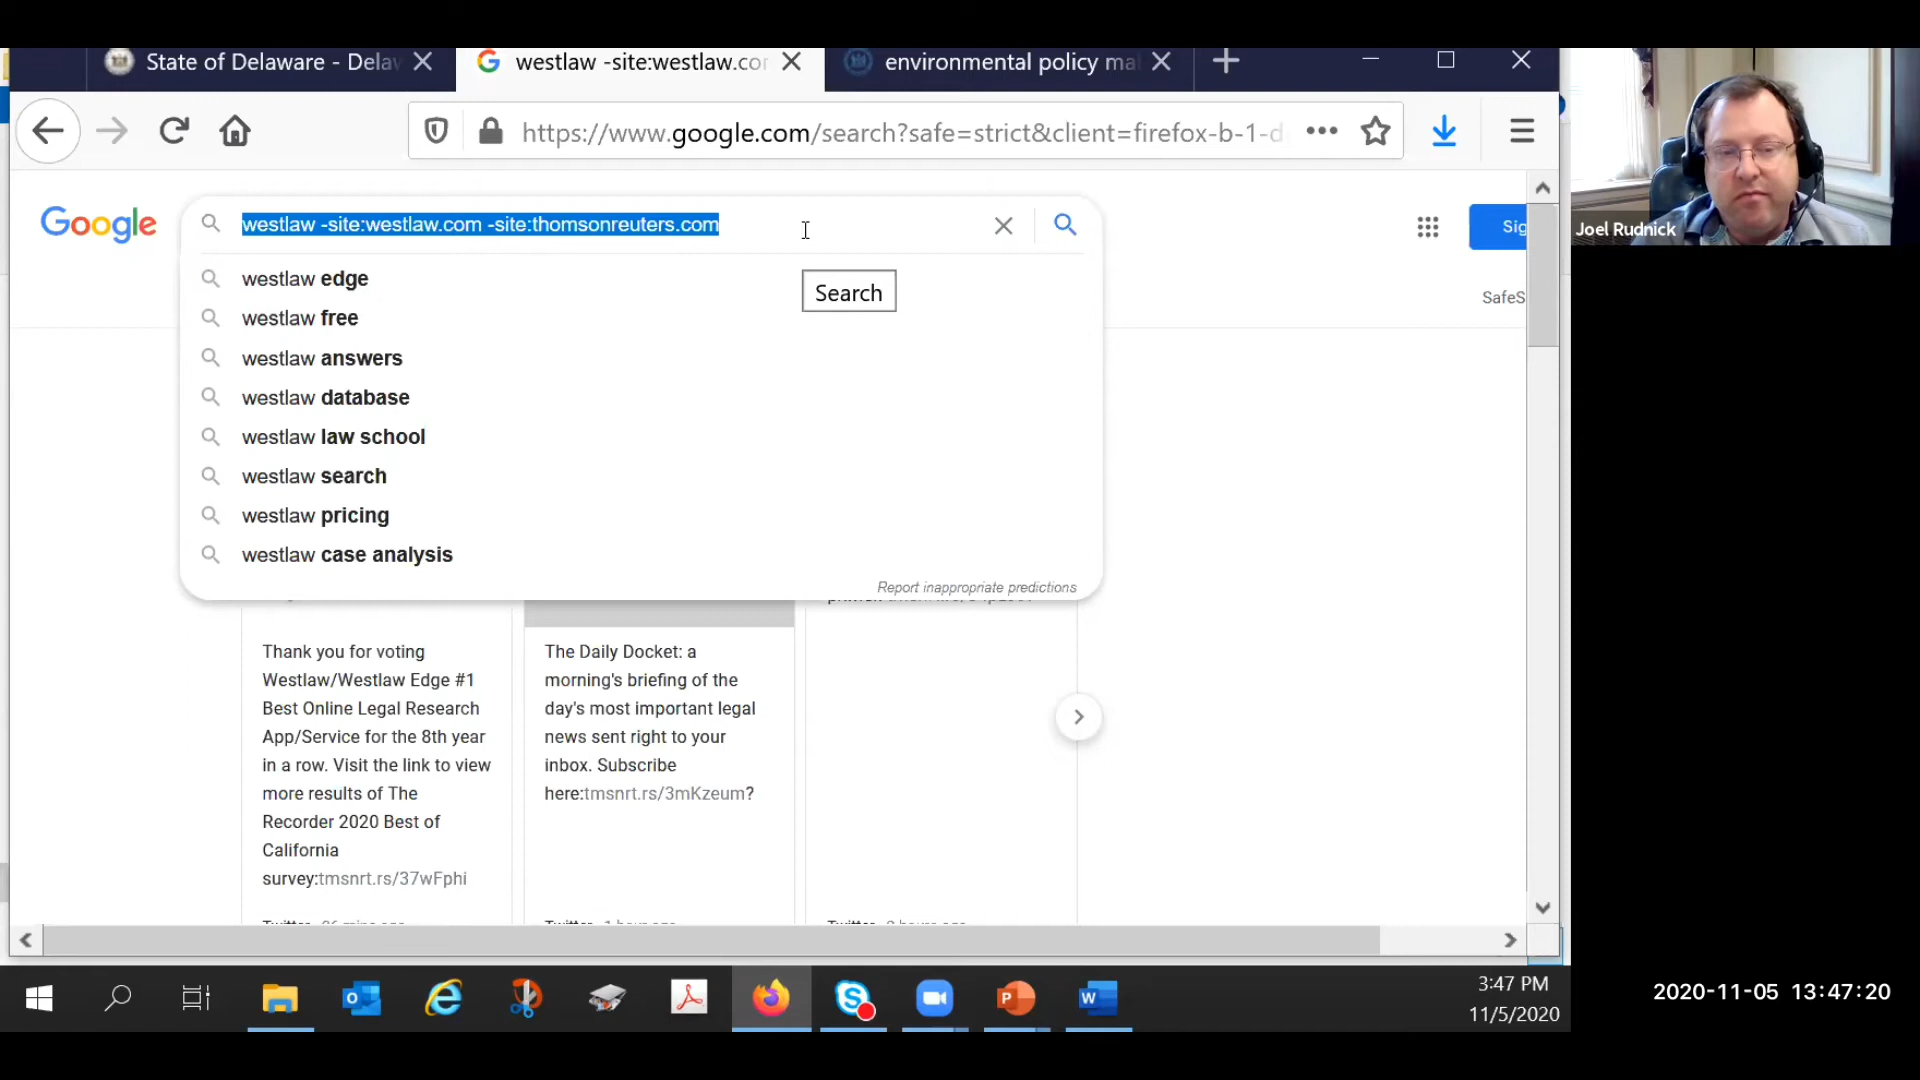 State of Delaware - Dela
westlaw -site:westlaw.co
environmental policy ma
https://www.google.com/search?safe=strict&client=firefox-b-1-d
Google
westlaw -site:westlaw.com -site:thomsonreuters.com
Sig
Joel Rudnick
westlaw edge
Search
SafeS
westlaw free
westlaw answers
westlaw database
westlaw law school
westlaw search
westlaw pricing
westlaw case analysis
Report inappropriate predictions
Thank you for voting
Westlaw/Westlaw Edge #1
Best Online Legal Research
App/Service for the 8th year
in a row. Visit the link to view
more results of The
Recorder 2020 Best of
California
survey:tmsnrt.rs/37wFphi
The Daily Docket: a
morning's briefing of the
day's most important legal
news sent right to your
inbox. Subscribe
here:tmsnrt.rs/3mKzeum?
3:47 PM
11/5/2020
2020-11-05 13:47:20